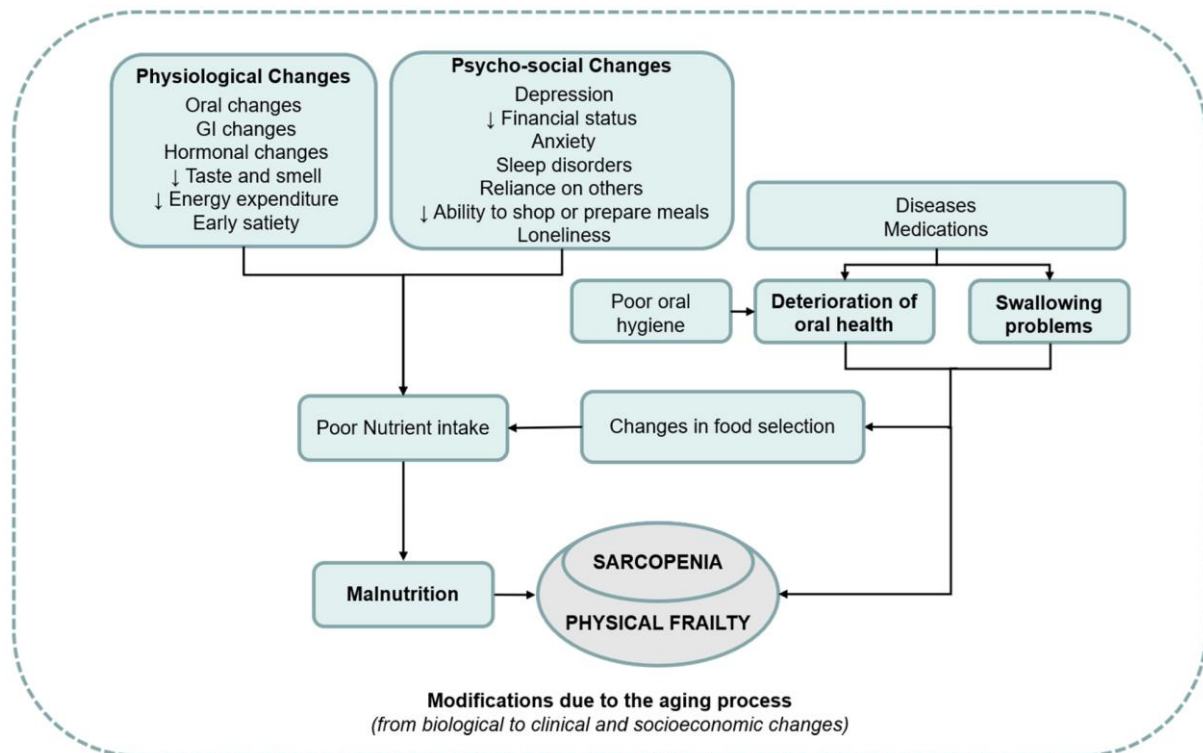 Physiological Changes
Oral changes
GI changes
Hormonal changes
↓ Taste and smell
↓ Energy expenditure
Early satiety
Psycho-social Changes
Depression
↓ Financial status
Anxiety
Sleep disorders
Reliance on others
↓ Ability to shop or prepare meals
Loneliness
Diseases
Medications
Poor oral
hygiene
Deterioration of
oral health
Swallowing
problems
Poor Nutrient intake
Changes in food selection
Malnutrition
SARCOPENIA
PHYSICAL FRAILTY
Modifications due to the aging process
(from biological to clinical and socioeconomic changes)